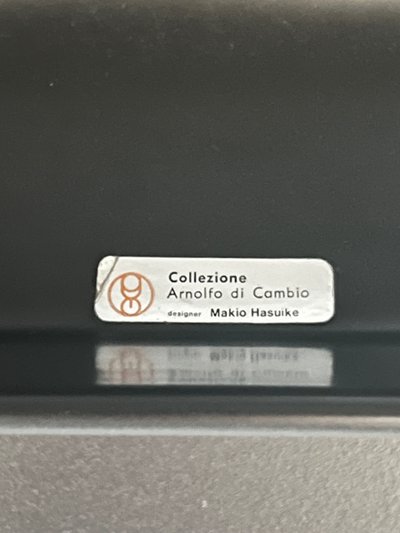 Collezione
Arnolfo di Cambio
designer Makio Hasuike